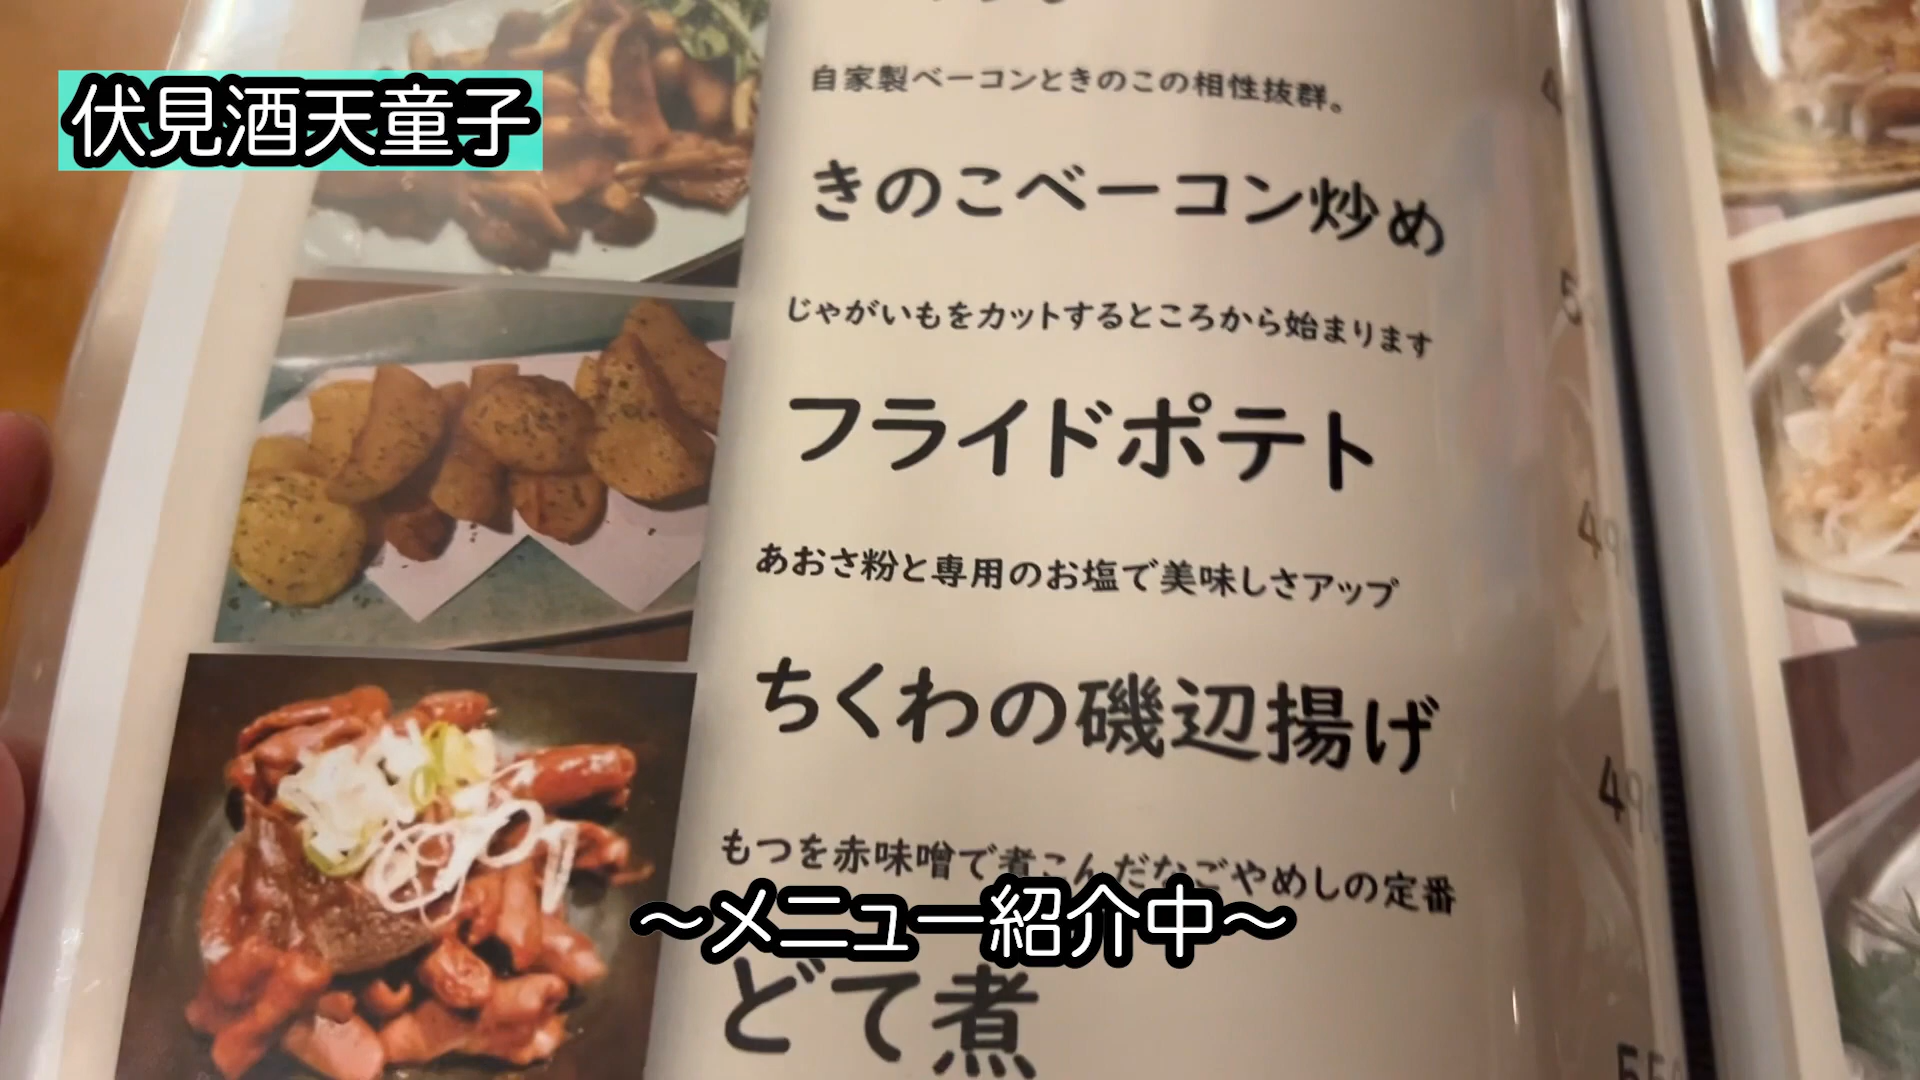 伏見酒天童子
自家製ベーコンときのこの相性抜群。
きのこベーコン炒め
じゃがいもをカットするところから始まります
フライドポテト
あおさ粉と専用のお塩で美味しさアップ
ちくわの磯辺揚げ
もつを赤味噌で煮こんだなごやめしの定番
～メニュー紹介中～
どて煮